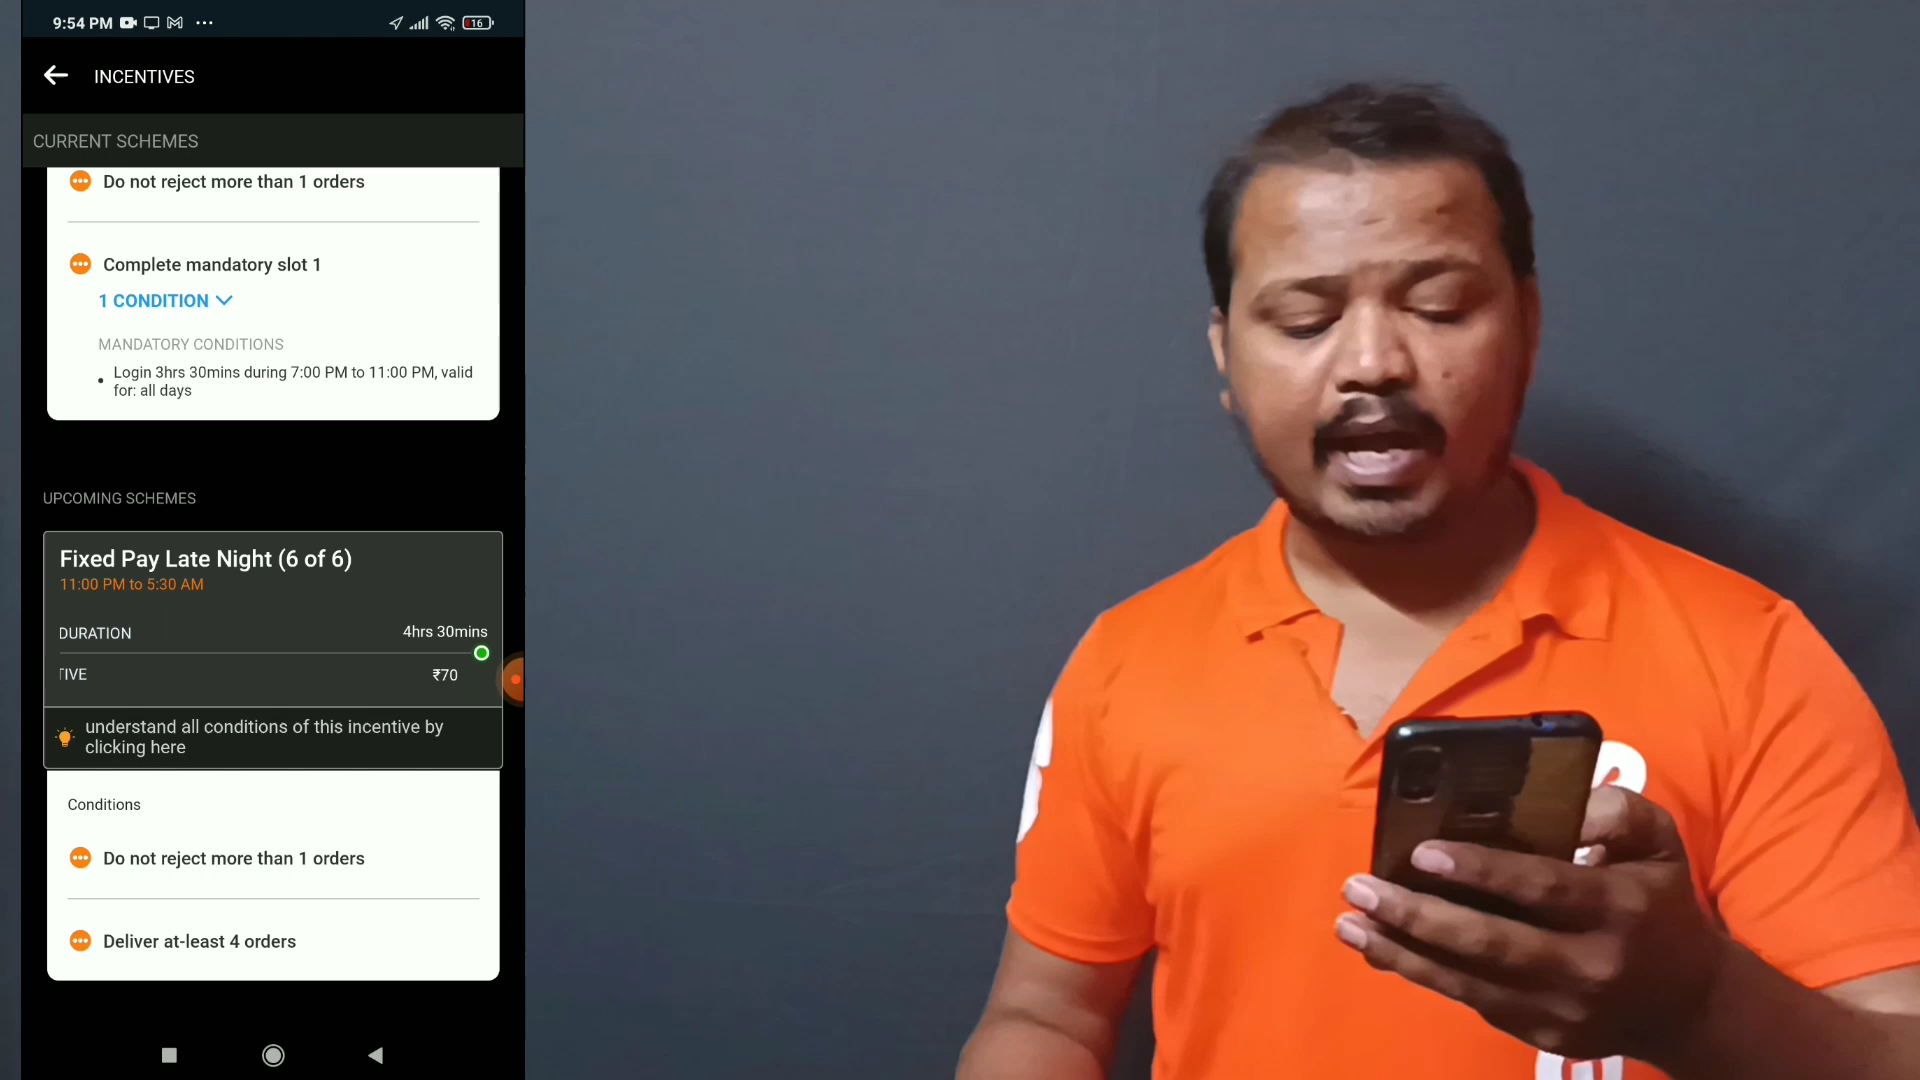 9:54 PM
16
INCENTIVES
CURRENT SCHEMES
Do not reject more than 1 orders
Complete mandatory slot 1
1 CONDITION
MANDATORY CONDITIONS
• Login 3hrs 30mins during 7:00 PM to 11:00 PM, valid
for: all days
UPCOMING SCHEMES
Fixed Pay Late Night (6 of 6)
11:00 PM to 5:30 AM
DURATION 4hrs 30mins
TIVE ₹70
understand all conditions of this incentive by
clicking here
Conditions
Do not reject more than 1 orders
Deliver at-least 4 orders